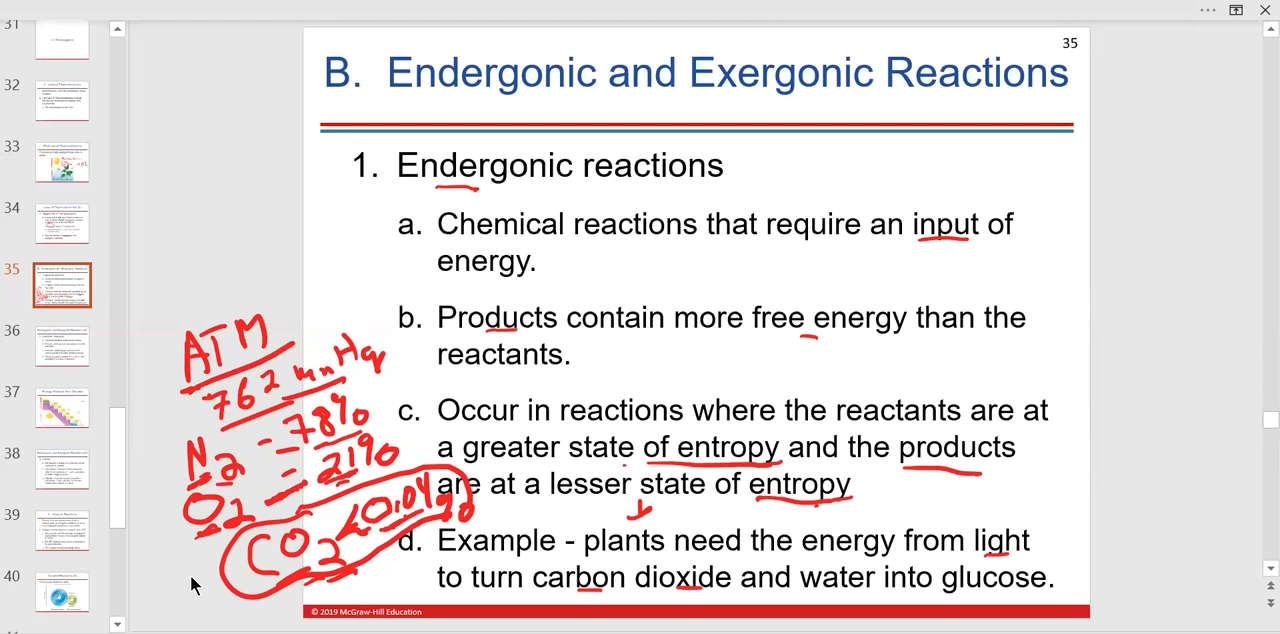 31
32
33
34
35
36
37
38
39
40
35
B. Endergonic and Exergonic Reactions
1. Endergonic reactions
a. Chemical reactions that require an input of
energy.
b. Products contain more free energy than the
reactants.
c. Occur in reactions where the reactants are at
a greater state of entropy and the products
are at a lesser state of entropy
d. Example - plants need the energy from light
to turn carbon dioxide and water into glucose.
ATM
762 mm Hg
N2 = 78%
O2 = 21%
CO2 <0.04%
© 2019 McGraw-Hill Education